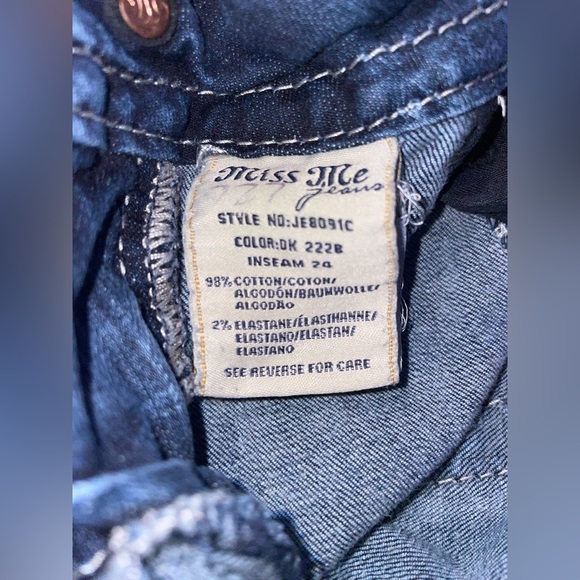 Miss Me
Jeans
STYLE NO:JE8091C
COLOR:DK 222B
INSEAM 24
98% COTTON/COTON/
ALGODÓN/BAUMWOLLE/
ALGODÃO
2% ELASTANE/ÉLASTHANNE/
ELASTANO/ELASTAN/
ELASTANO
SEE REVERSE FOR CARE